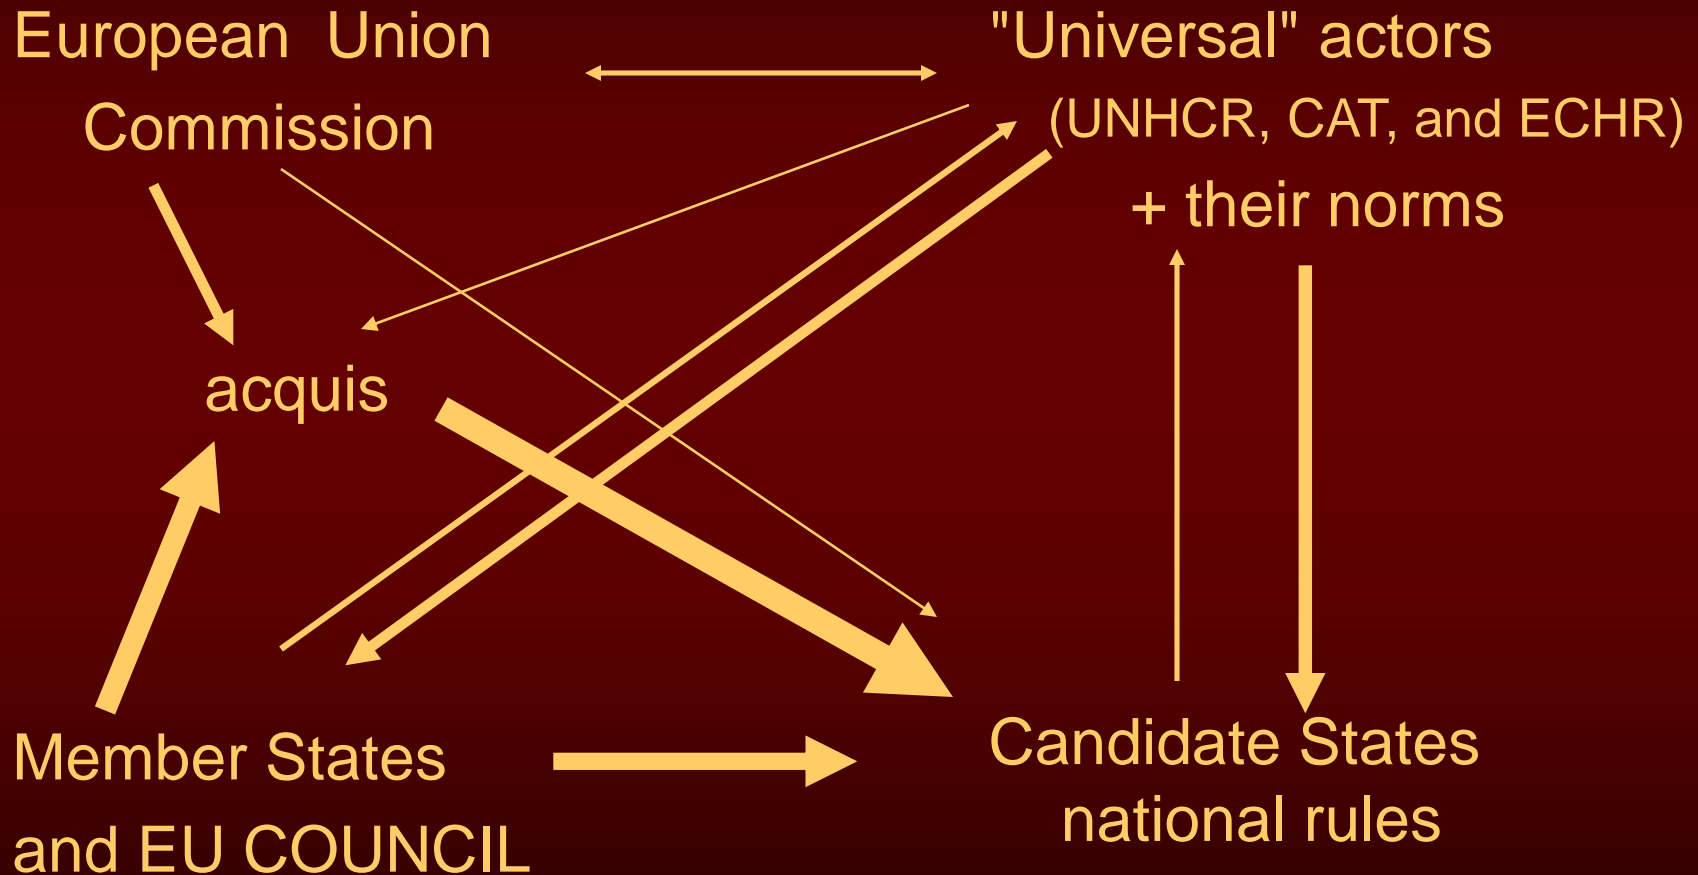 European Union
Commission
"Universal" actors
(UNHCR, CAT, and ECHR)
+ their norms
acquis
Member States
and EU COUNCIL
Candidate States
national rules